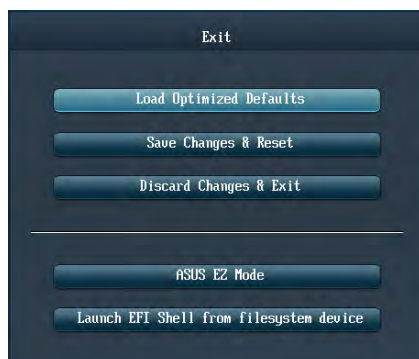 Exit
Load Optimized Defaults
Save Changes & Reset
Discard Changes & Exit
ASUS EZ Mode
Launch EFI Shell from filesystem device